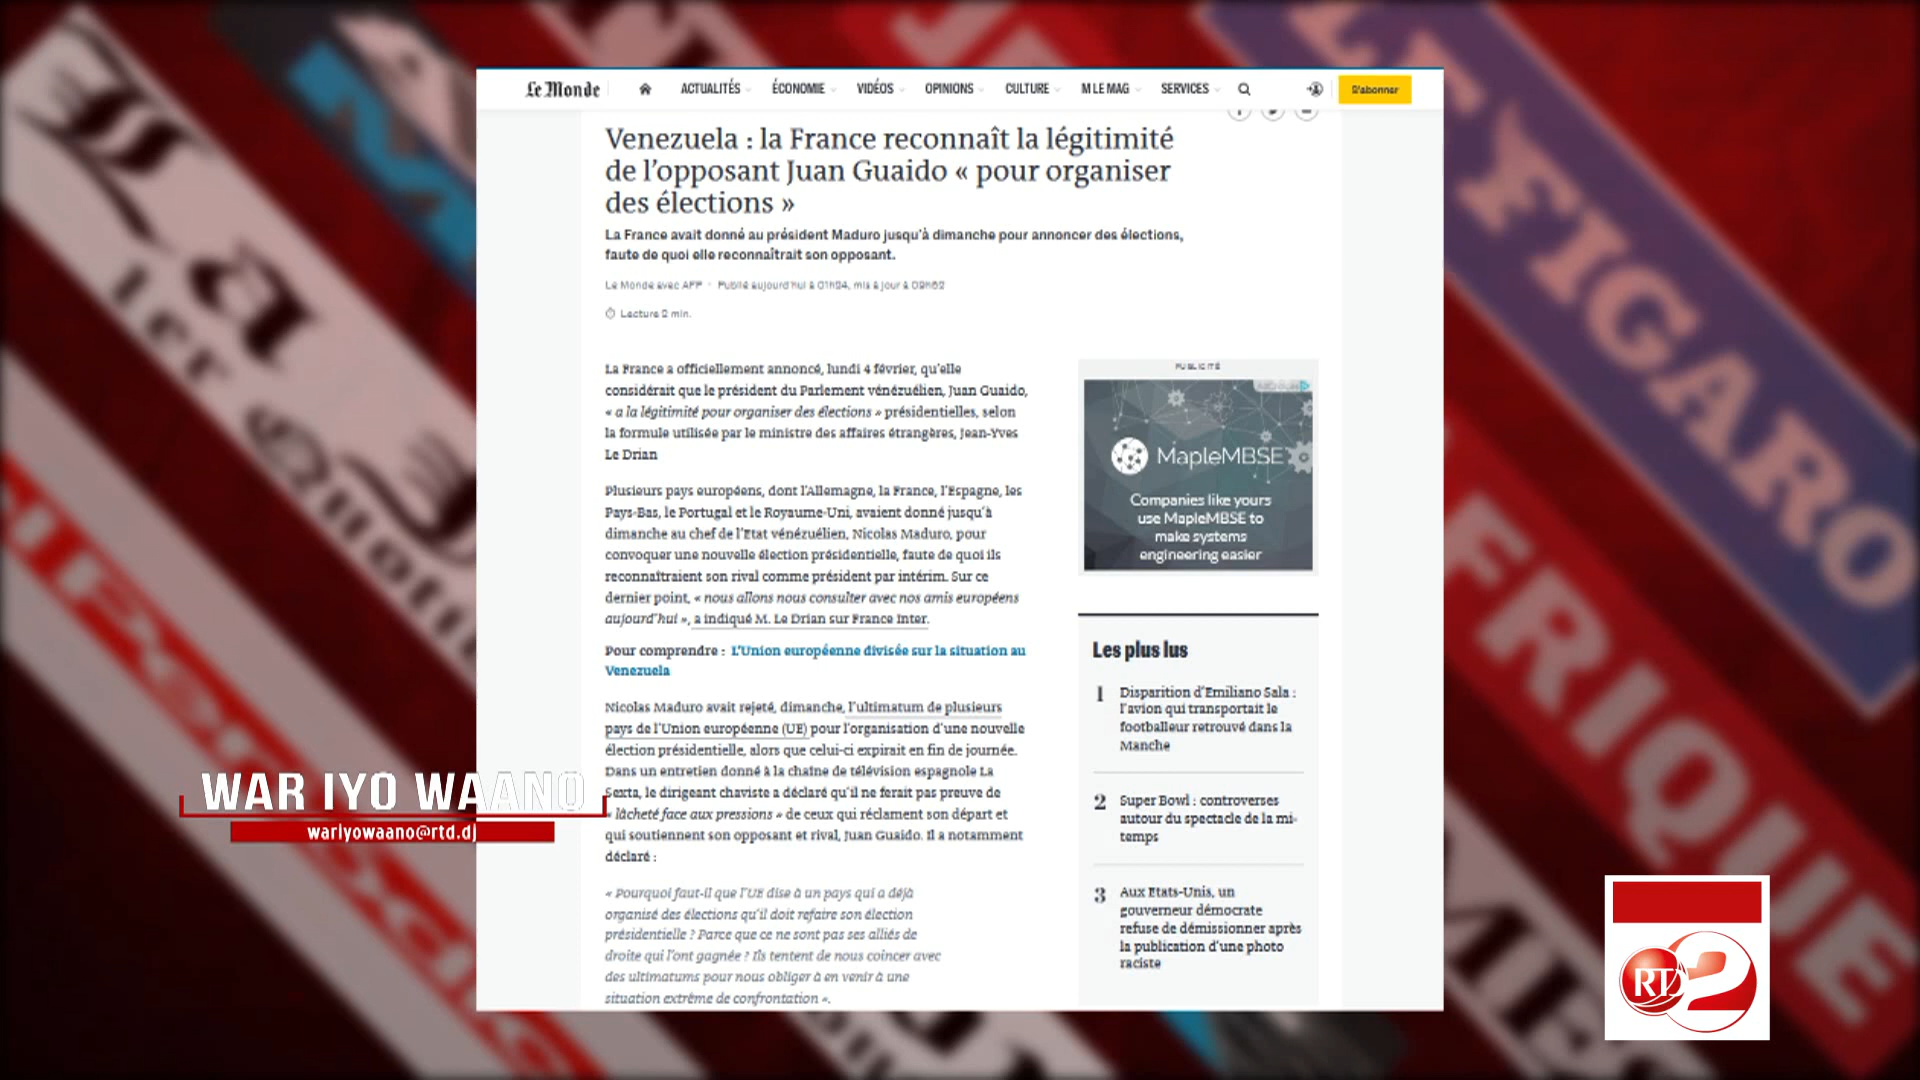 Le Monde
ACTUALITÉS
ÉCONOMIE
VIDÉOS
OPINIONS
CULTURE
M LE MAG
SERVICES
S'abonner
Venezuela : la France reconnaît la légitimité
de l'opposant Juan Guaido « pour organiser
des élections »
La France avait donné au président Maduro jusqu'à dimanche pour annoncer des élections,
faute de quoi elle reconnaîtrait son opposant.
Le Monde avec AFP • Publié aujourd'hui à 01h24, mis à jour à
Lecture 2 min.
La France a officiellement annoncé, lundi 4 février, qu'elle
considérait que le président du Parlement vénézuélien, Juan Guaido,
« a la légitimité pour organiser des élections » présidentielles, selon
la formule utilisée par le ministre des affaires étrangères, Jean-Yves
Le Drian
Plusieurs pays européens, dont l'Allemagne, la France, l'Espagne, les
Pays-Bas, le Portugal et le Royaume-Uni, avaient donné jusqu'à
dimanche au chef de l'Etat vénézuélien, Nicolas Maduro, pour
convoquer une nouvelle élection présidentielle, faute de quoi ils
reconnaîtraient son rival comme président par intérim. Sur ce
dernier point, « nous allons nous consulter avec nos amis européens
aujourd'hui », a indiqué M. Le Drian sur France Inter.
Pour comprendre : L'Union européenne divisée sur la situation au
Venezuela
Nicolas Maduro avait rejeté, dimanche, l'ultimatum de plusieurs
pays de l'Union européenne (UE) pour l'organisation d'une nouvelle
élection présidentielle, alors que celui-ci expirait en fin de journée.
Dans un entretien donné à la chaîne de télévision espagnole La
Sexta, le dirigeant chaviste a déclaré qu'il ne ferait pas preuve de
« lâcheté face aux pressions » de ceux qui réclament son départ et
qui soutiennent son opposant et rival, Juan Guaido. Il a notamment
déclaré :
« Pourquoi faut-il que l'UE dise à un pays qui a déjà
organisé des élections qu'il doit refaire son élection
présidentielle ? Parce que ce ne sont pas ses alliés de
droite qui l'ont gagnée ? Ils tentent de nous coincer avec
des ultimatums pour nous obliger à en venir à une
situation extrême de confrontation ».
PUBLICITÉ
MapleMBSE
Companies like yours
use MapleMBSE to
make systems
engineering easier
Les plus lus
1 Disparition d'Emiliano Sala :
l'avion qui transportait le
footballeur retrouvé dans la
Manche
2 Super Bowl : controverses
autour du spectacle de la mi-
temps
3 Aux Etats-Unis, un
gouverneur démocrate
refuse de démissionner après
la publication d'une photo
raciste
WAR IYO WAANO
wariyowaano@rtd.dj
LE FIGARO
AFRIQUE
RTD 2